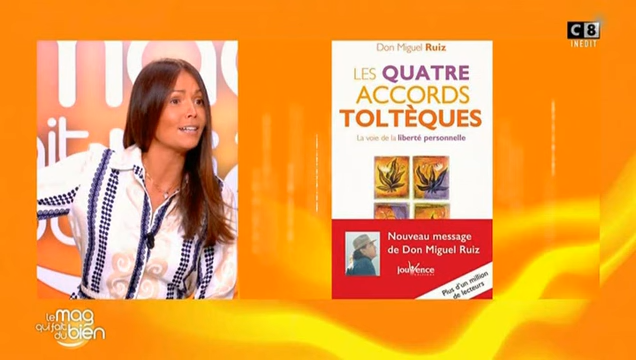 C8
INÉDIT
Don Miguel Ruiz
LES QUATRE
ACCORDS
TOLTÈQUES
La voie de la liberté personnelle
Nouveau message
de Don Miguel Ruiz
Jouvence
Plus d'un million
de lecteurs
le mag
qui fait du bien